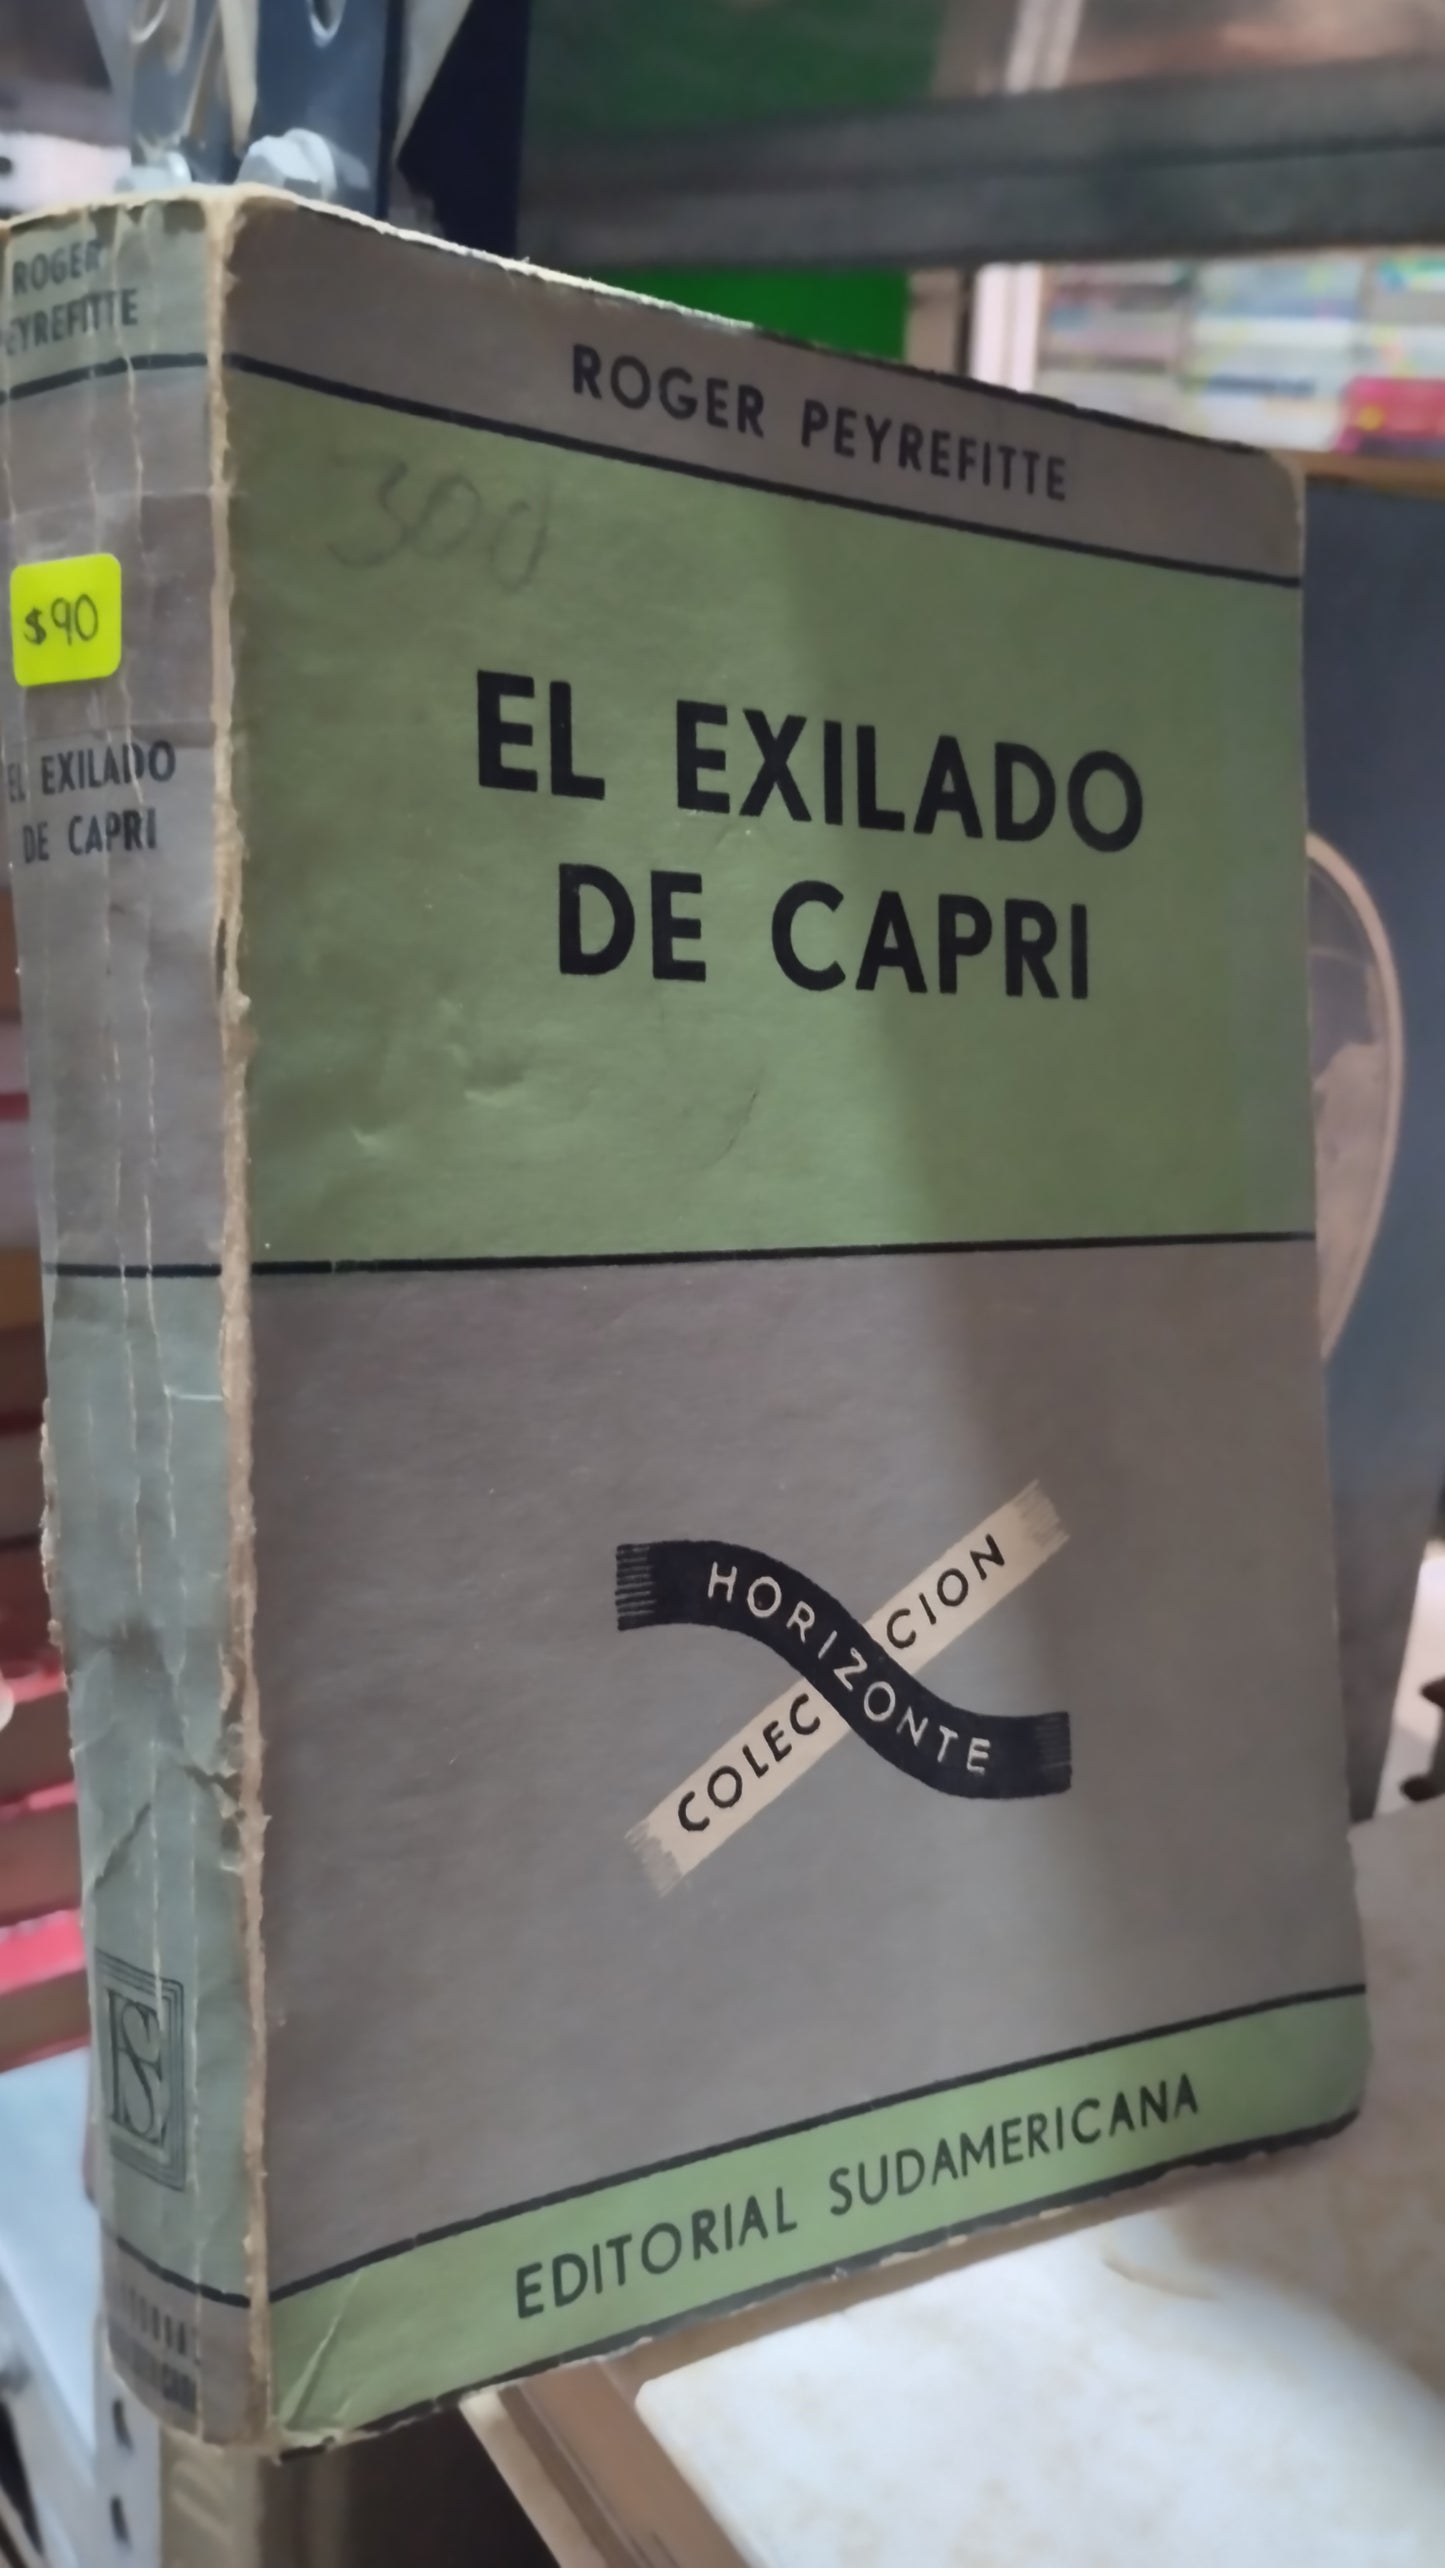 ROGER
PEYREFITTE
$90
EL EXILADO
DE CAPRI
ROGER PEYREFITTE
300
EL EXILADO
DE CAPRI
HORIZONTE
COLECCION
EDITORIAL SUDAMERICANA